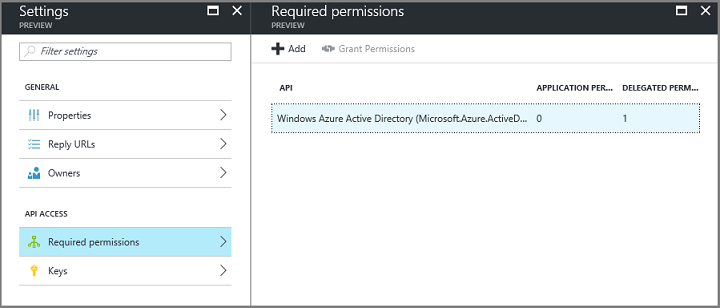 Settings
PREVIEW
Filter settings
GENERAL
Properties
Reply URLs
Owners
API ACCESS
Required permissions
Keys
Required permissions
PREVIEW
Add Grant Permissions
API APPLICATION PER... DELEGATED PERM...
Windows Azure Active Directory (Microsoft.Azure.ActiveD... 0 1